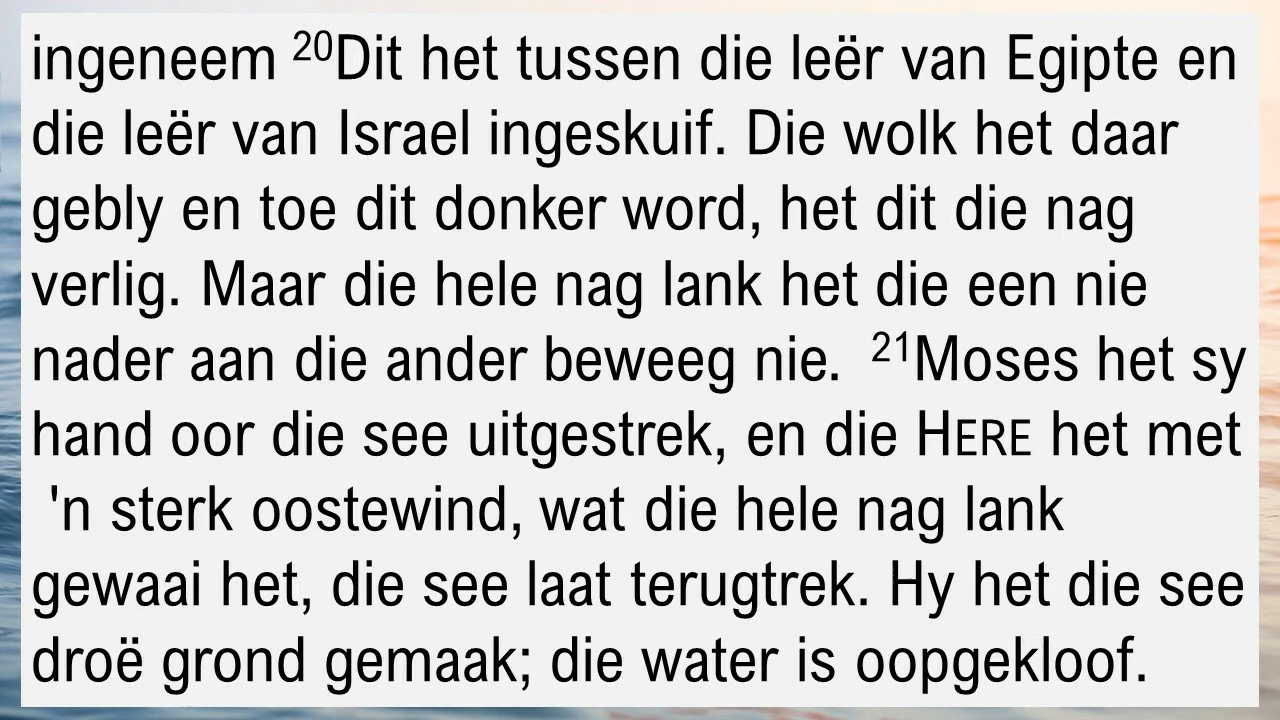 ingeneem ²⁰Dit het tussen die leër van Egipte en
die leër van Israel ingeskuif. Die wolk het daar
gebly en toe dit donker word, het dit die nag
verlig. Maar die hele nag lank het die een nie
nader aan die ander beweeg nie. ²¹Moses het sy
hand oor die see uitgestrek, en die HERE het met
'n sterk oostewind, wat die hele nag lank
gewaai het, die see laat terugtrek. Hy het die see
droë grond gemaak; die water is oopgekloof.